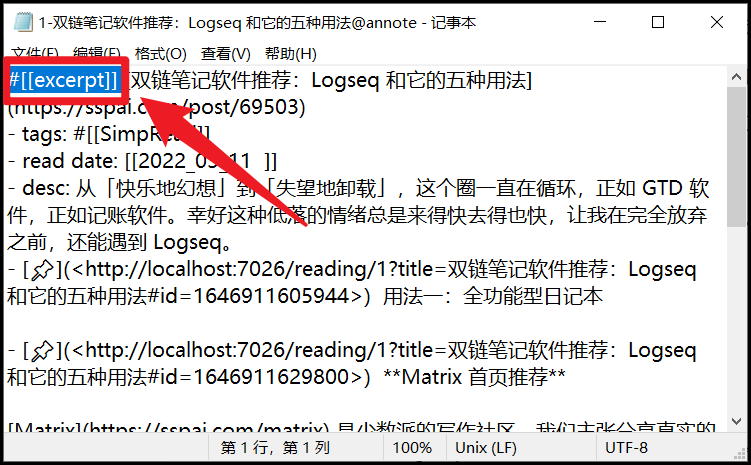 1-双链笔记软件推荐：Logseq 和它的五种用法@annote - 记事本
文件(F) 编辑(E) 格式(O) 查看(V) 帮助(H)
#[[excerpt]] [双链笔记软件推荐：Logseq 和它的五种用法]
(https://sspai.com/post/69503)
- tags: #[[SimpRead]]
- read date: [[2022_03_11 ]]
- desc: 从「快乐地幻想」到「失望地卸载」，这个圈一直在循环，正如 GTD 软
件，正如记账软件。幸好这种低落的情绪总是来得快去得也快，让我在完全放弃
之前，还能遇到 Logseq。
- [📌](<http://localhost:7026/reading/1?title=双链笔记软件推荐：Logseq
和它的五种用法#id=1646911605944>) 用法一：全功能型日记本
- [📌](<http://localhost:7026/reading/1?title=双链笔记软件推荐：Logseq
和它的五种用法#id=1646911629800>) **Matrix 首页推荐**
[Matrix](https://sspai.com/matrix) 是少数派的写作社区，我们主张分享真实的
第 1 行，第 1 列 100% Unix (LF) UTF-8